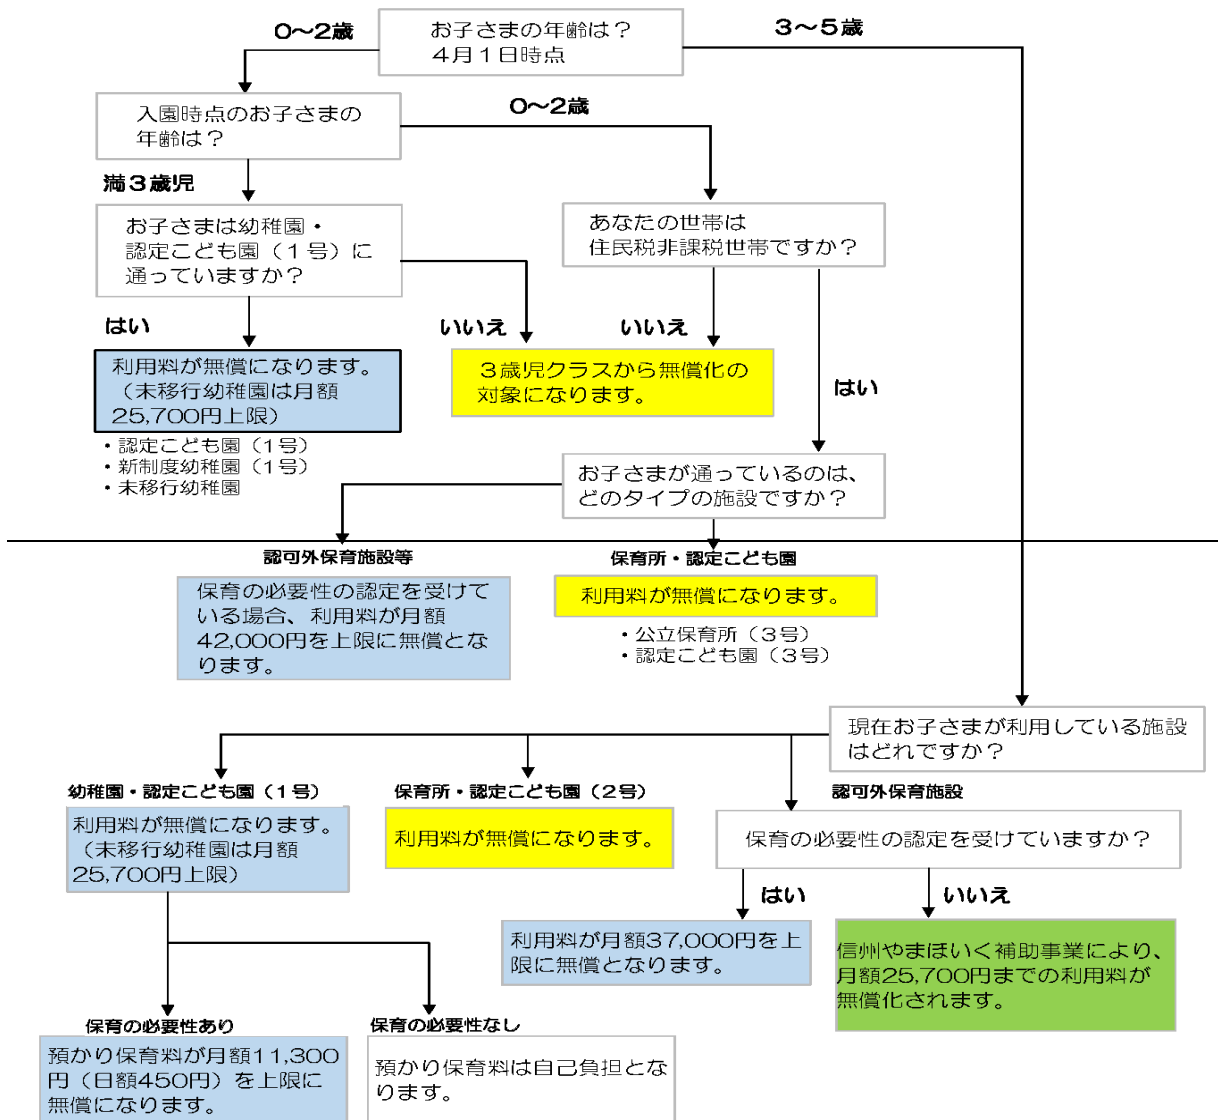 ０〜２歳
お子さまの年齢は？
４月１日時点
３〜５歳
入園時点のお子さまの
年齢は？
０〜２歳
満３歳児
お子さまは幼稚園・
認定こども園（１号）に
通っていますか？
あなたの世帯は
住民税非課税世帯ですか？
はい
いいえ
いいえ
はい
利用料が無償になります。
（未移行幼稚園は月額
25,700円上限）
３歳児クラスから無償化の
対象になります。
・認定こども園（１号）
・新制度幼稚園（１号）
・未移行幼稚園
お子さまが通っているのは、
どのタイプの施設ですか？
認可外保育施設等
保育所・認定こども園
保育の必要性の認定を受けて
いる場合、利用料が月額
42,000円を上限に無償とな
ります。
利用料が無償になります。
・公立保育所（３号）
・認定こども園（３号）
現在お子さまが利用している施設
はどれですか？
幼稚園・認定こども園（１号）
保育所・認定こども園（２号）
認可外保育施設
利用料が無償になります。
（未移行幼稚園は月額
25,700円上限）
利用料が無償になります。
保育の必要性の認定を受けていますか？
はい
いいえ
利用料が月額37,000円を上
限に無償となります。
信州やまほいく補助事業により、
月額25,700円までの利用料が
無償化されます。
保育の必要性あり
保育の必要性なし
預かり保育料が月額11,300
円（日額450円）を上限に
無償になります。
預かり保育料は自己負担とな
ります。